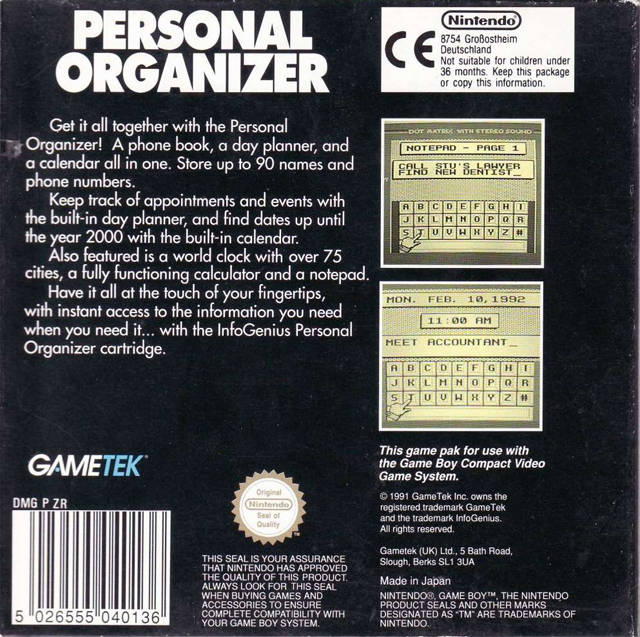 PERSONAL
ORGANIZER
Get it all together with the Personal
Organizer! A phone book, a day planner, and
a calendar all in one. Store up to 90 names and
phone numbers.
Keep track of appointments and events with
the built-in day planner, and find dates up until
the year 2000 with the built-in calendar.
Also featured is a world clock with over 75
cities, a fully functioning calculator and a notepad.
Have it all at the touch of your fingertips,
with instant access to the information you need
when you need it... with the InfoGenius Personal
Organizer cartridge.
CE
Nintendo®
8754 Großostheim
Deutschland
Not suitable for children under
36 months. Keep this package
or copy this information.
DOT MATRIX WITH STEREO SOUND
NOTEPAD - PAGE 1
CALL STU'S LAWYER
FIND NEW DENTIST_
A B C D E F G H I
J K L M N O P Q R
S T U V W X Y Z #
MON. FEB. 10,1992
11:00 AM
MEET ACCOUNTANT_
A B C D E F G H I
J K L M N O P Q R
S T U V W X Y Z #
GAMETEK®
DMG P ZR
5 026555 040136
Original
Nintendo
Seal of
Quality
TM
THIS SEAL IS YOUR ASSURANCE
THAT NINTENDO HAS APPROVED
THE QUALITY OF THIS PRODUCT.
ALWAYS LOOK FOR THIS SEAL
WHEN BUYING GAMES AND
ACCESSORIES TO ENSURE
COMPLETE COMPATIBILITY WITH
YOUR GAME BOY SYSTEM.
This game pak for use with
the Game Boy Compact Video
Game System.
© 1991 GameTek Inc. owns the
registered trademark GameTek
and the trademark InfoGenius.
All rights reserved.
Gametek (UK) Ltd., 5 Bath Road,
Slough, Berks SL1 3UA
Made in Japan
NINTENDO®, GAME BOY™, THE NINTENDO
PRODUCT SEALS AND OTHER MARKS
DESIGNATED AS "TM" ARE TRADEMARKS OF
NINTENDO.